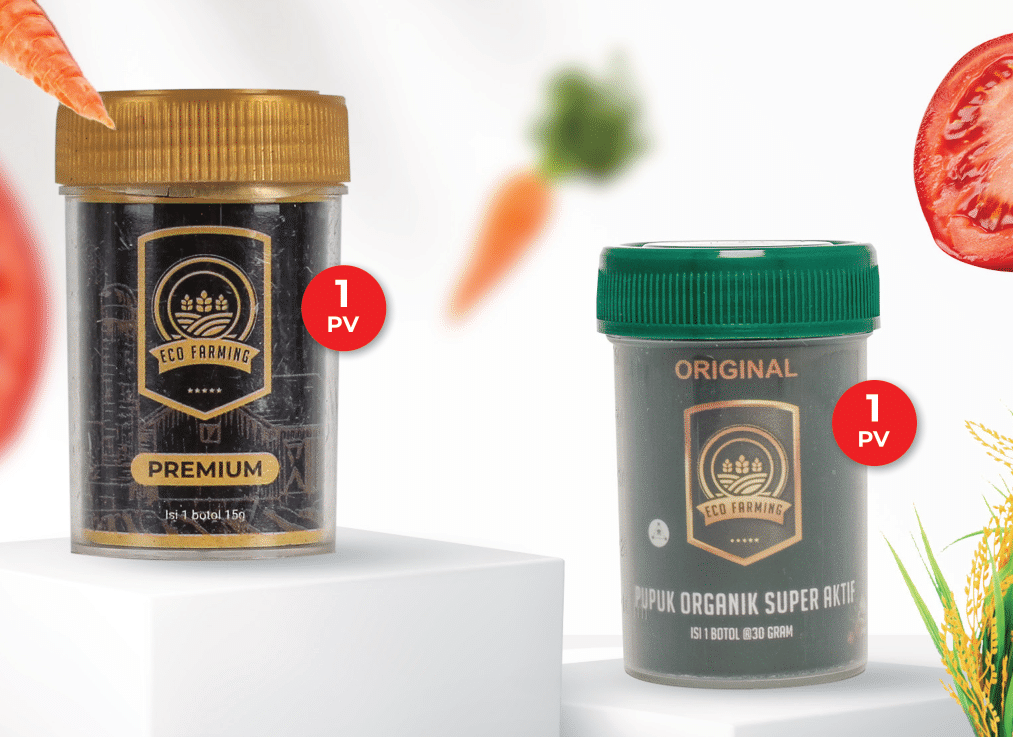 ECO FARMING
PREMIUM
Isi 1 botol 15g
1
PV
ORIGINAL
ECO FARMING
PUPUK ORGANIK SUPER AKTIF
ISI 1 BOTOL @30 GRAM
1
PV